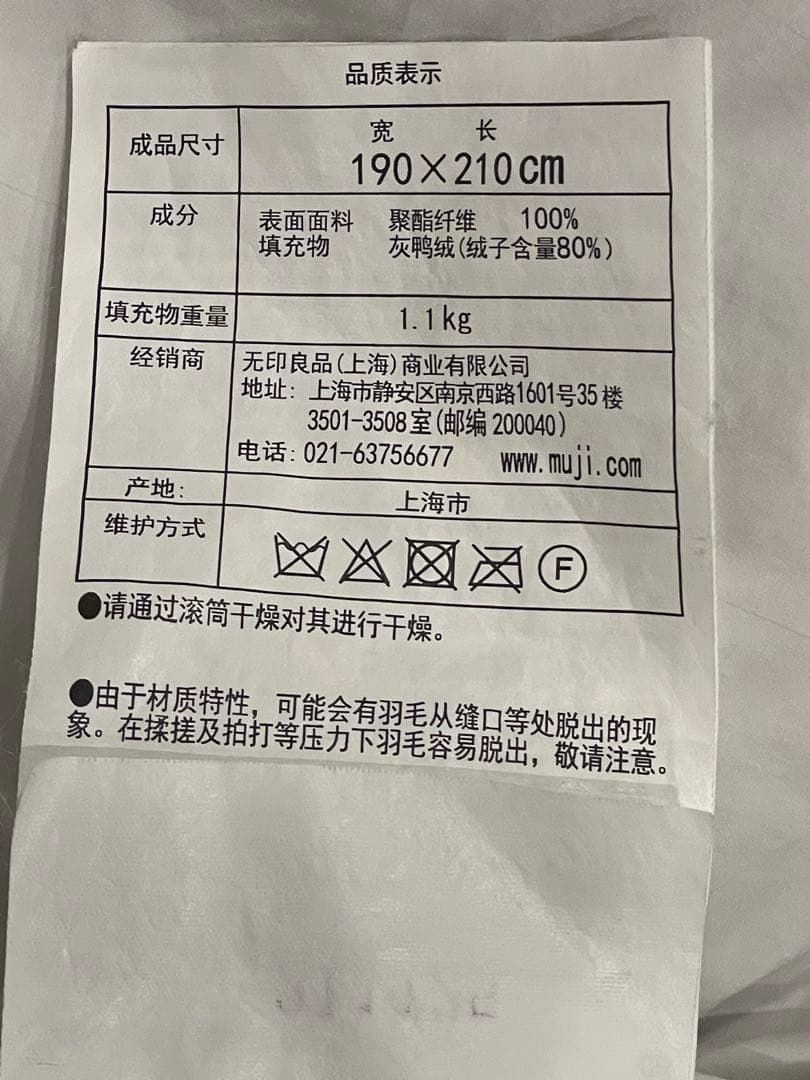 品质表示
成品尺寸
宽 长
190×210cm
成分
表面面料 聚酯纤维 100%
填充物 灰鸭绒(绒子含量80%)
填充物重量
1.1kg
经销商
无印良品(上海)商业有限公司
地址: 上海市静安区南京西路1601号35楼
3501-3508室(邮编200040)
电话: 021-63756677 www.muji.com
产地:
上海市
维护方式
F
●请通过滚筒干燥对其进行干燥。
●由于材质特性，可能会有羽毛从缝口等处脱出的现
象。在揉搓及拍打等压力下羽毛容易脱出，敬请注意。